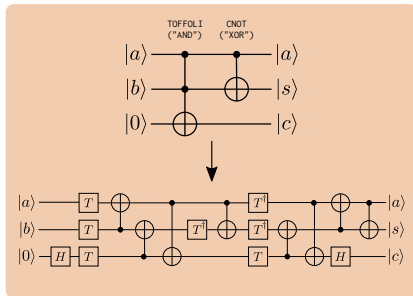 TOFFOLI CNOT
("AND") ("XOR")
|a⟩ |a⟩
|b⟩ |s⟩
|0⟩ |c⟩
|a⟩ T T† |a⟩
|b⟩ T T† T† |s⟩
|0⟩ H T T H |c⟩